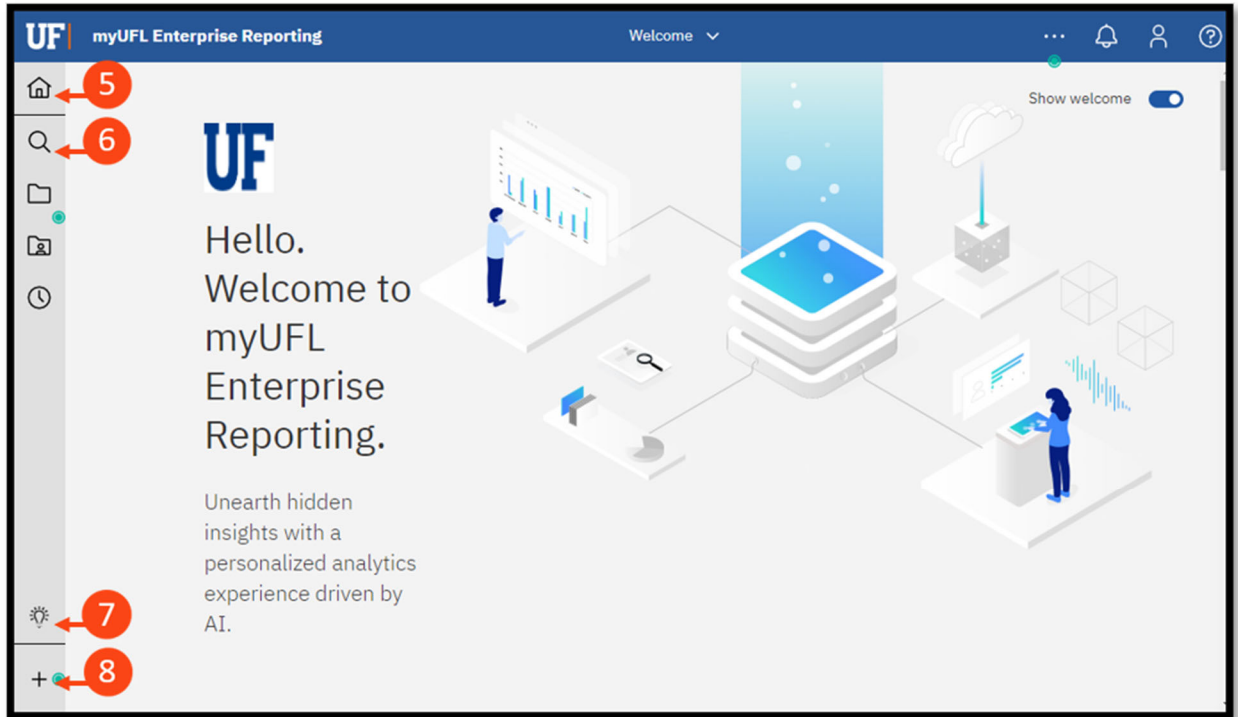 UF myUFL Enterprise Reporting Welcome
Show welcome
5
6
UF
Hello.
Welcome to
myUFL
Enterprise
Reporting.
Unearth hidden
insights with a
personalized analytics
experience driven by
AI.
7
8